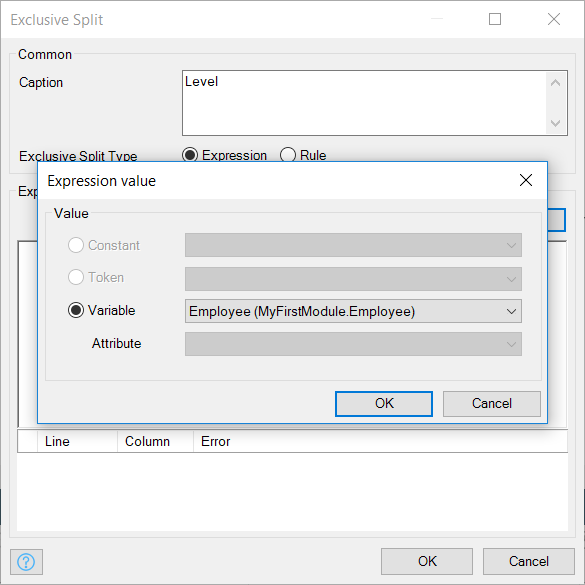 Exclusive Split
Common
Caption
Level
Exclusive Split Type
Expression
Rule
Exp
Expression value
Value
Constant
Token
Variable
Employee (MyFirstModule.Employee)
Attribute
OK
Cancel
Line
Column
Error
?
OK
Cancel